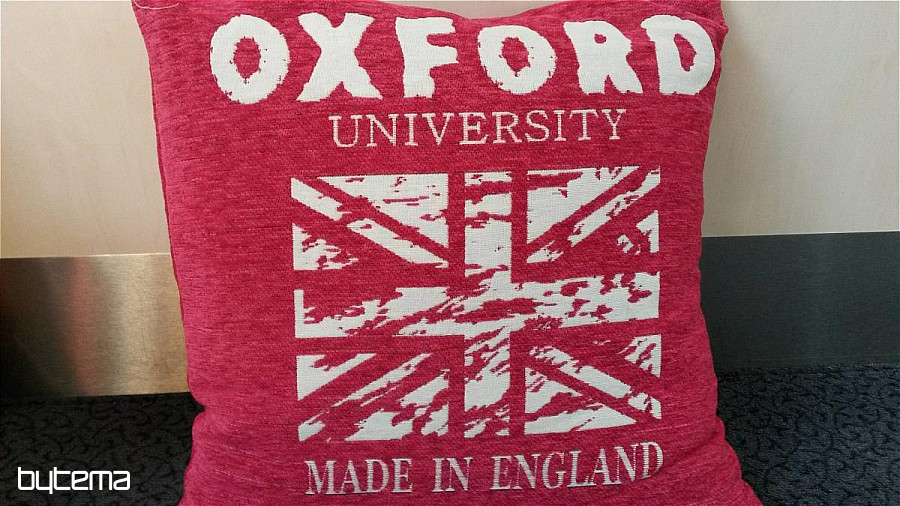 OXFORD
UNIVERSITY
MADE IN ENGLAND
bytema